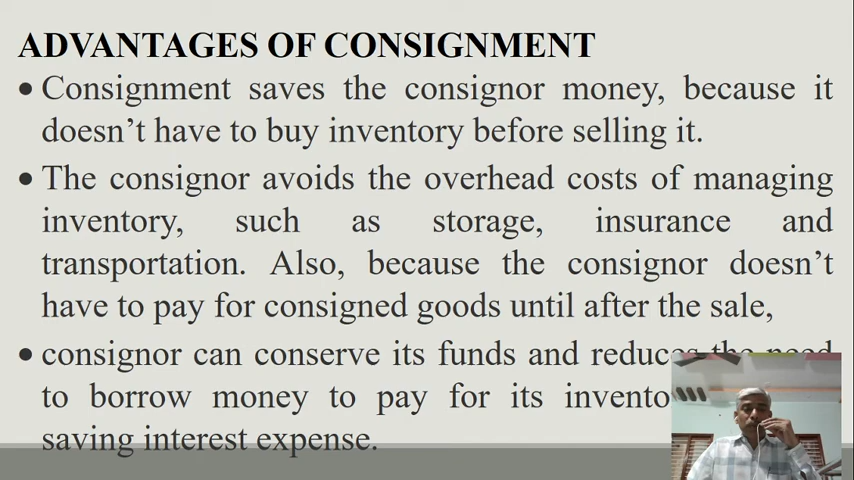 ADVANTAGES OF CONSIGNMENT
• Consignment saves the consignor money, because it
doesn’t have to buy inventory before selling it.
• The consignor avoids the overhead costs of managing
inventory, such as storage, insurance and
transportation. Also, because the consignor doesn’t
have to pay for consigned goods until after the sale,
• consignor can conserve its funds and reduces the need
to borrow money to pay for its
saving interest expense.